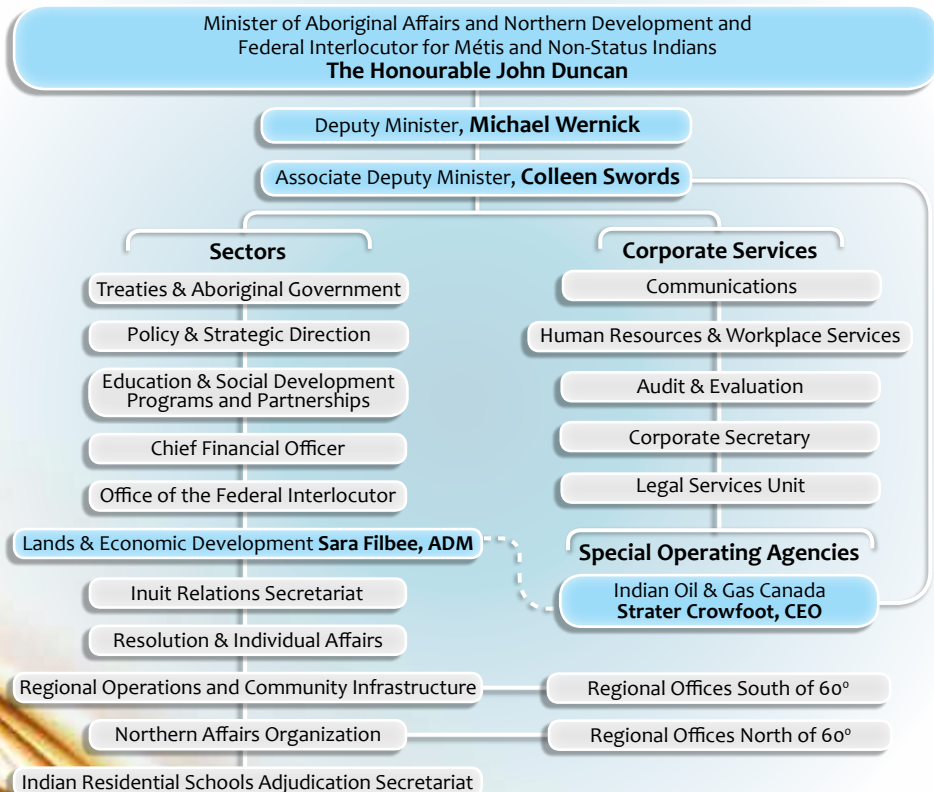 Minister of Aboriginal Affairs and Northern Development and
Federal Interlocutor for Métis and Non-Status Indians
The Honourable John Duncan
Deputy Minister, Michael Wernick
Associate Deputy Minister, Colleen Swords
Sectors
Treaties & Aboriginal Government
Policy & Strategic Direction
Education & Social Development
Programs and Partnerships
Chief Financial Officer
Office of the Federal Interlocutor
Lands & Economic Development Sara Filbee, ADM
Inuit Relations Secretariat
Resolution & Individual Affairs
Regional Operations and Community Infrastructure
Northern Affairs Organization
Indian Residential Schools Adjudication Secretariat
Corporate Services
Communications
Human Resources & Workplace Services
Audit & Evaluation
Corporate Secretary
Legal Services Unit
Special Operating Agencies
Indian Oil & Gas Canada
Strater Crowfoot, CEO
Regional Offices South of 60º
Regional Offices North of 60º